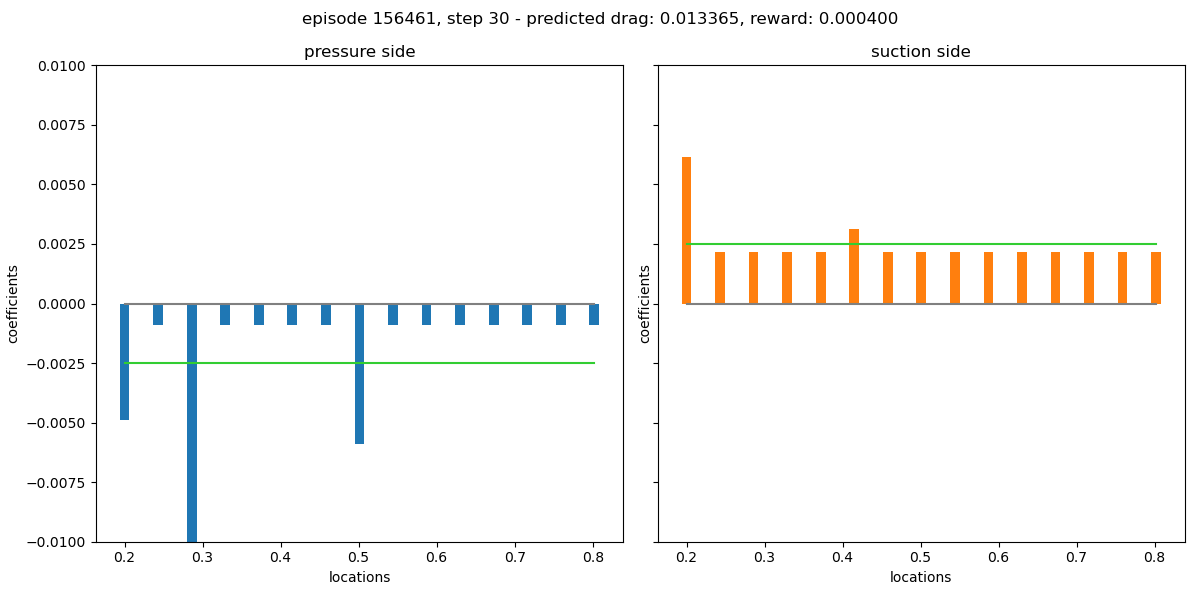 episode 156461, step 30 - predicted drag: 0.013365, reward: 0.000400
pressure side
suction side
0.0100
0.0075
0.0050
0.0025
0.0000
−0.0025
−0.0050
−0.0075
−0.0100
coefficients
coefficients
0.2 0.3 0.4 0.5 0.6 0.7 0.8
0.2 0.3 0.4 0.5 0.6 0.7 0.8
locations
locations